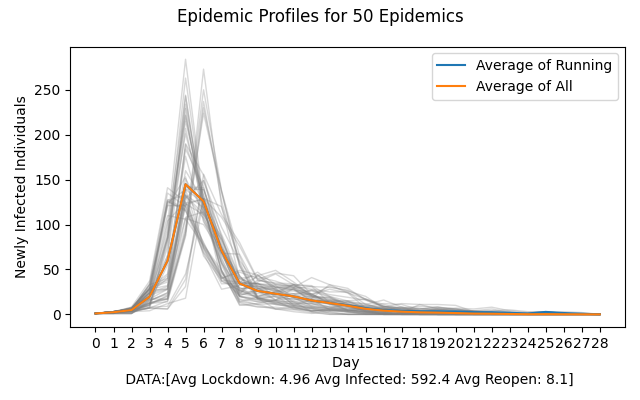 Epidemic Profiles for 50 Epidemics
Average of Running
Average of All
Newly Infected Individuals
250
200
150
100
50
0
0 1 2 3 4 5 6 7 8 9 10 11 12 13 14 15 16 17 18 19 20 21 22 23 24 25 26 27 28
Day
DATA:[Avg Lockdown: 4.96 Avg Infected: 592.4 Avg Reopen: 8.1]